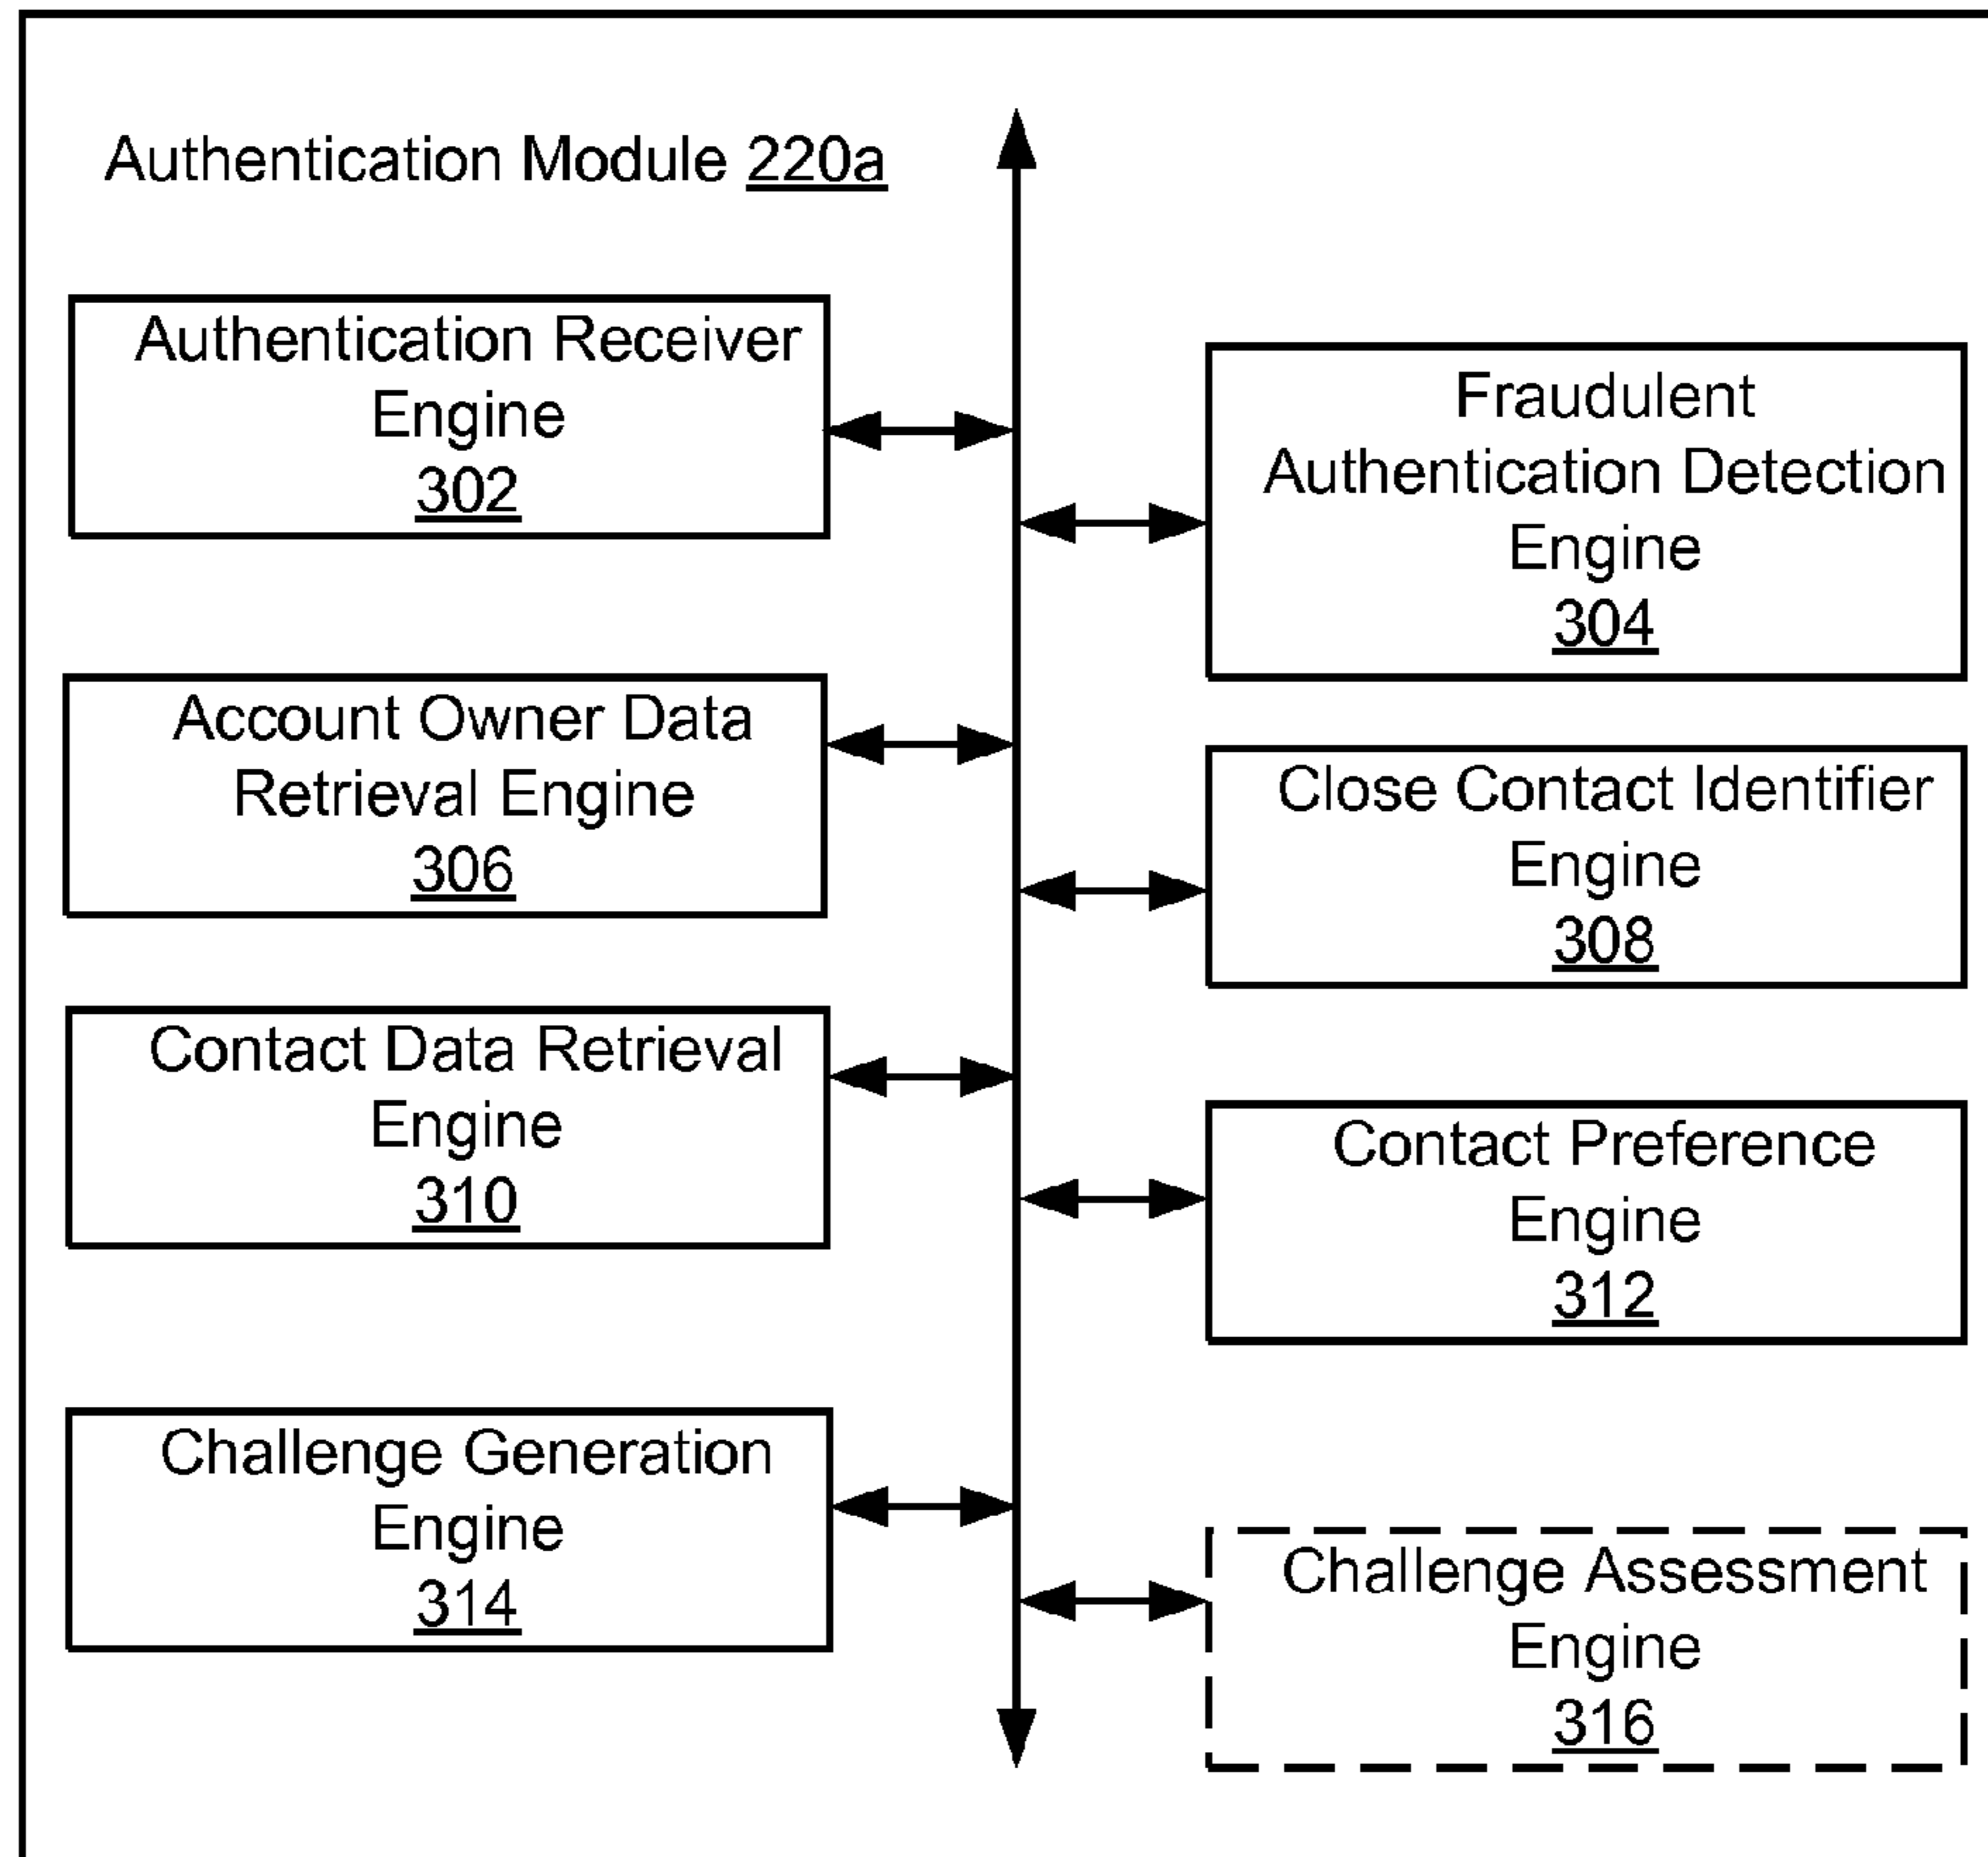 Authentication Module 220a
Authentication Receiver
Engine
302
Fraudulent
Authentication Detection
Engine
304
Account Owner Data
Retrieval Engine
306
Close Contact Identifier
Engine
308
Contact Data Retrieval
Engine
310
Contact Preference
Engine
312
Challenge Generation
Engine
314
Challenge Assessment
Engine
316